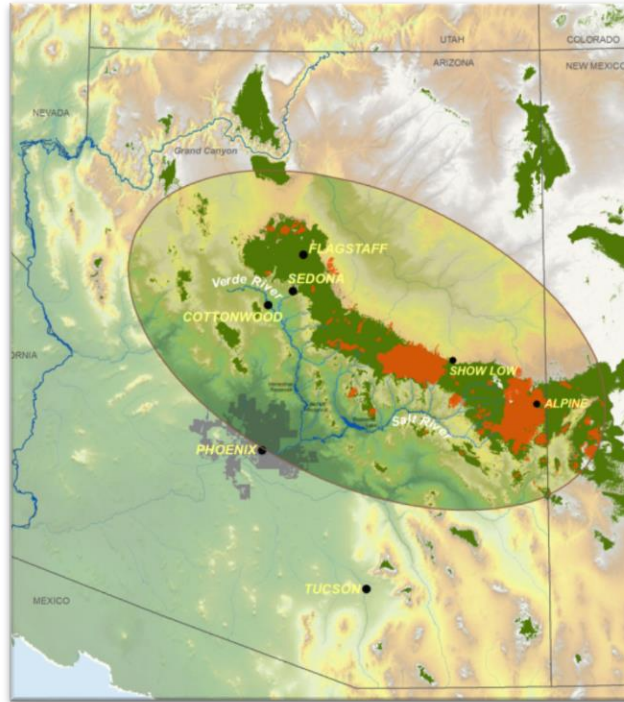 UTAH
COLORADO
ARIZONA
NEW MEXICO
NEVADA
Grand Canyon
FLAGSTAFF
Verde River
SEDONA
COTTONWOOD
ORNIA
SHOW LOW
ALPINE
Salt River
PHOENIX
TUCSON
MEXICO